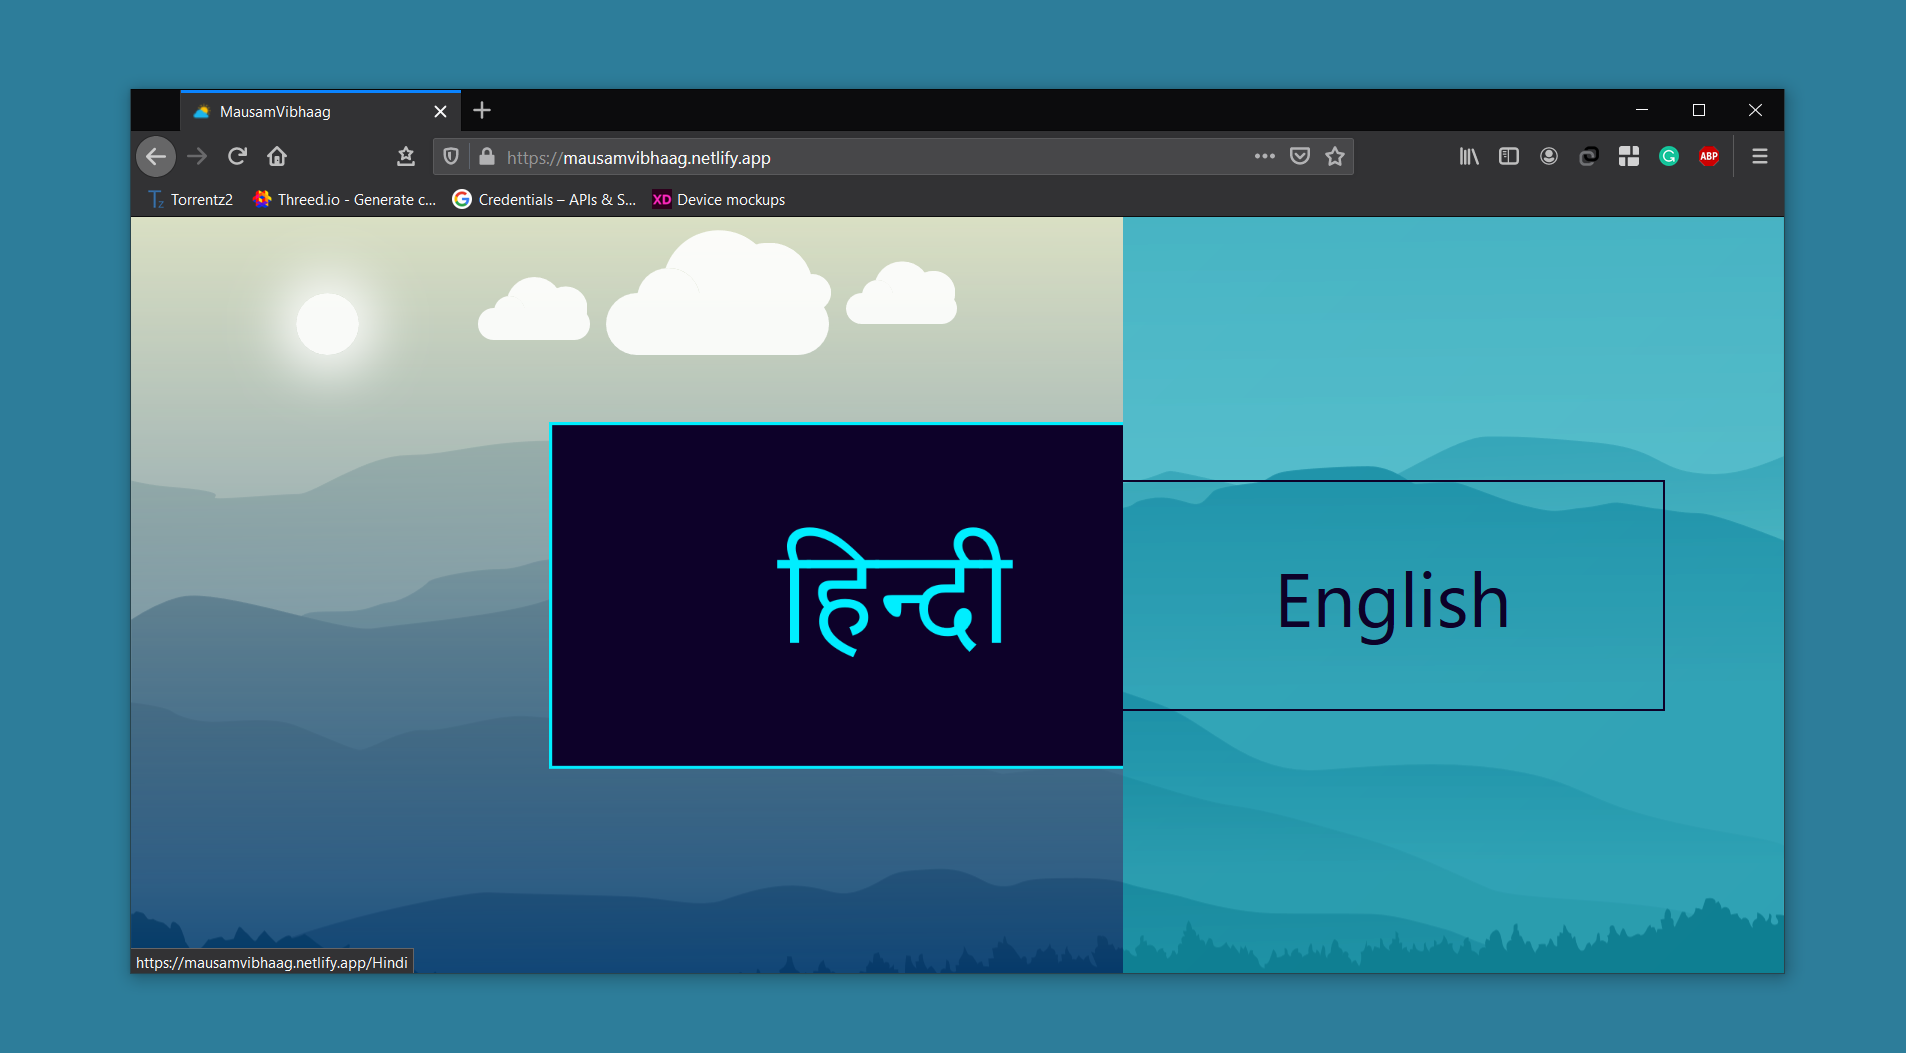 MausamVibhaag
https://mausamvibhaag.netlify.app
ABP
Tz Torrentz2 Threed.io - Generate c... G Credentials – APIs & S... XD Device mockups
हिन्दी
English
https://mausamvibhaag.netlify.app/Hindi